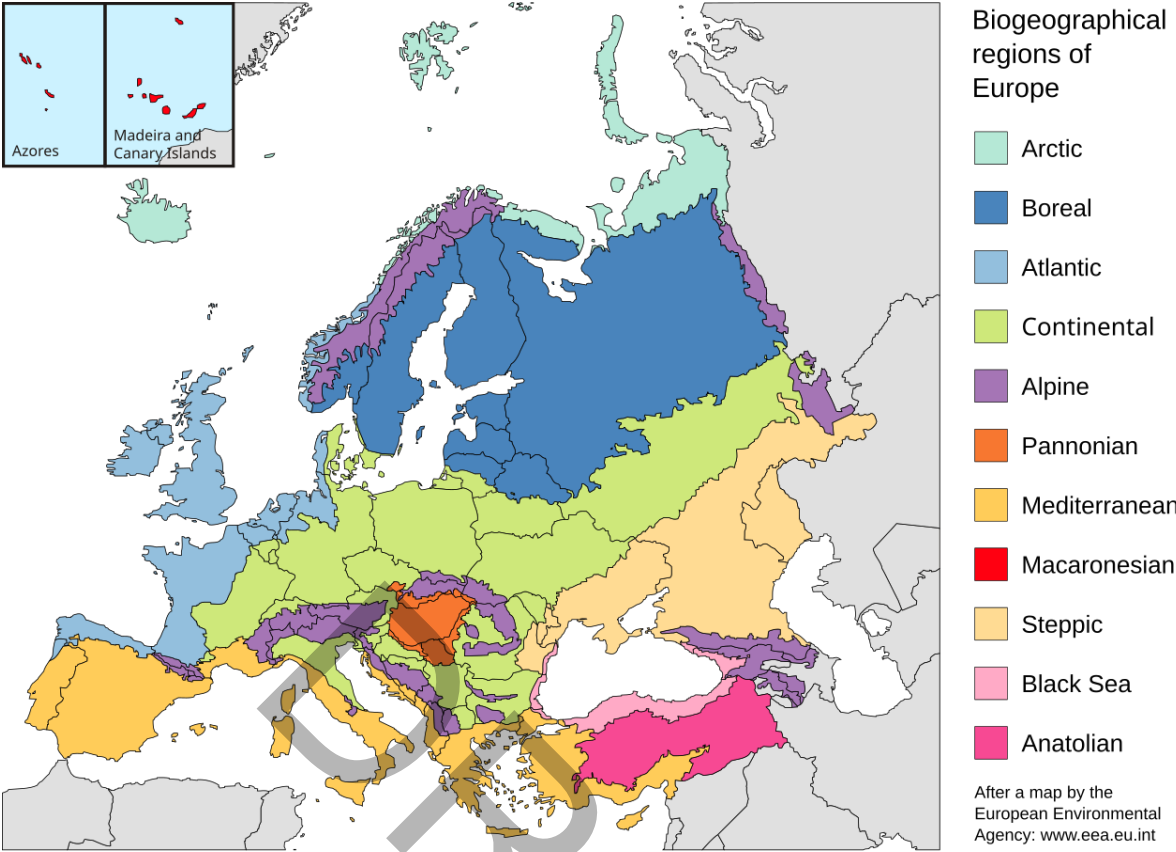 Biogeographical
regions of
Europe
Arctic
Boreal
Atlantic
Continental
Alpine
Pannonian
Mediterranean
Macaronesian
Steppic
Black Sea
Anatolian
After a map by the
European Environmental
Agency: www.eea.eu.int
Azores
Madeira and
Canary Islands